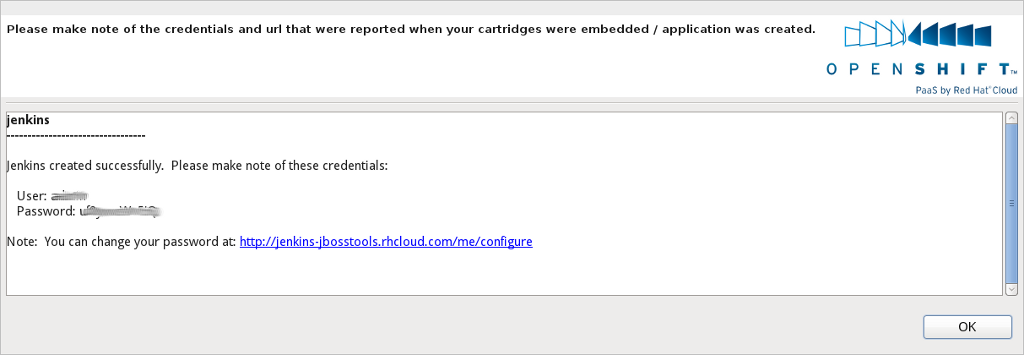 Please make note of the credentials and url that were reported when your cartridges were embedded / application was created.
OPENSHIFT™
PaaS by Red Hat® Cloud
jenkins
---------------------------------
Jenkins created successfully.  Please make note of these credentials:
User:
Password:
Note:  You can change your password at: http://jenkins-jbosstools.rhcloud.com/me/configure
OK